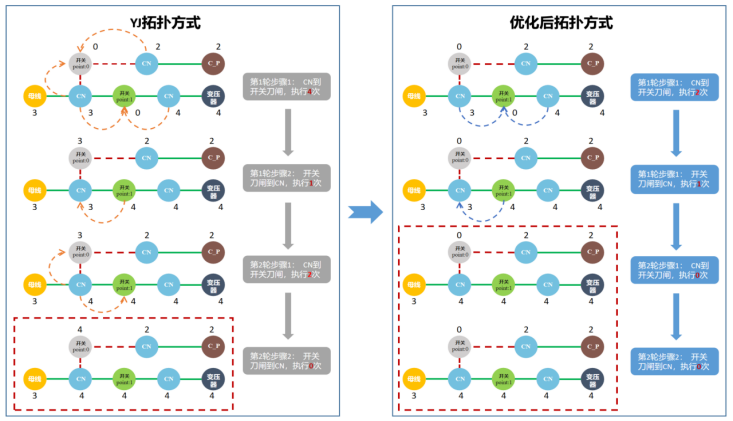 YJ拓扑方式
0 2 2
开关
point:0
CN
C_P
母线
CN
开关
point:1
CN
变压
器
3 3 0 4 4
第1轮步骤1： CN到
开关刀闸，执行4次
3 2 2
开关
point:0
CN
C_P
母线
CN
开关
point:1
CN
变压
器
3 3 4 4 4
第1轮步骤2： 开关
刀闸到CN，执行1次
3 2 2
开关
point:0
CN
C_P
母线
CN
开关
point:1
CN
变压
器
3 4 4 4 4
第2轮步骤1： CN到
开关刀闸，执行2次
4 2 2
开关
point:0
CN
C_P
母线
CN
开关
point:1
CN
变压
器
3 4 4 4 4
第2轮步骤2： 开关
刀闸到CN，执行0次
优化后拓扑方式
0 2 2
开关
point:0
CN
C_P
母线
CN
开关
point:1
CN
变压
器
3 3 0 4 4
第1轮步骤1： CN到
开关刀闸，执行2次
0 2 2
开关
point:0
CN
C_P
母线
CN
开关
point:1
CN
变压
器
3 3 4 4 4
第1轮步骤2： 开关
刀闸到CN，执行1次
0 2 2
开关
point:0
CN
C_P
母线
CN
开关
point:1
CN
变压
器
3 4 4 4 4
第2轮步骤1： CN到
开关刀闸，执行0次
0 2 2
开关
point:0
CN
C_P
母线
CN
开关
point:1
CN
变压
器
3 4 4 4 4
第2轮步骤2： 开关
刀闸到CN，执行0次